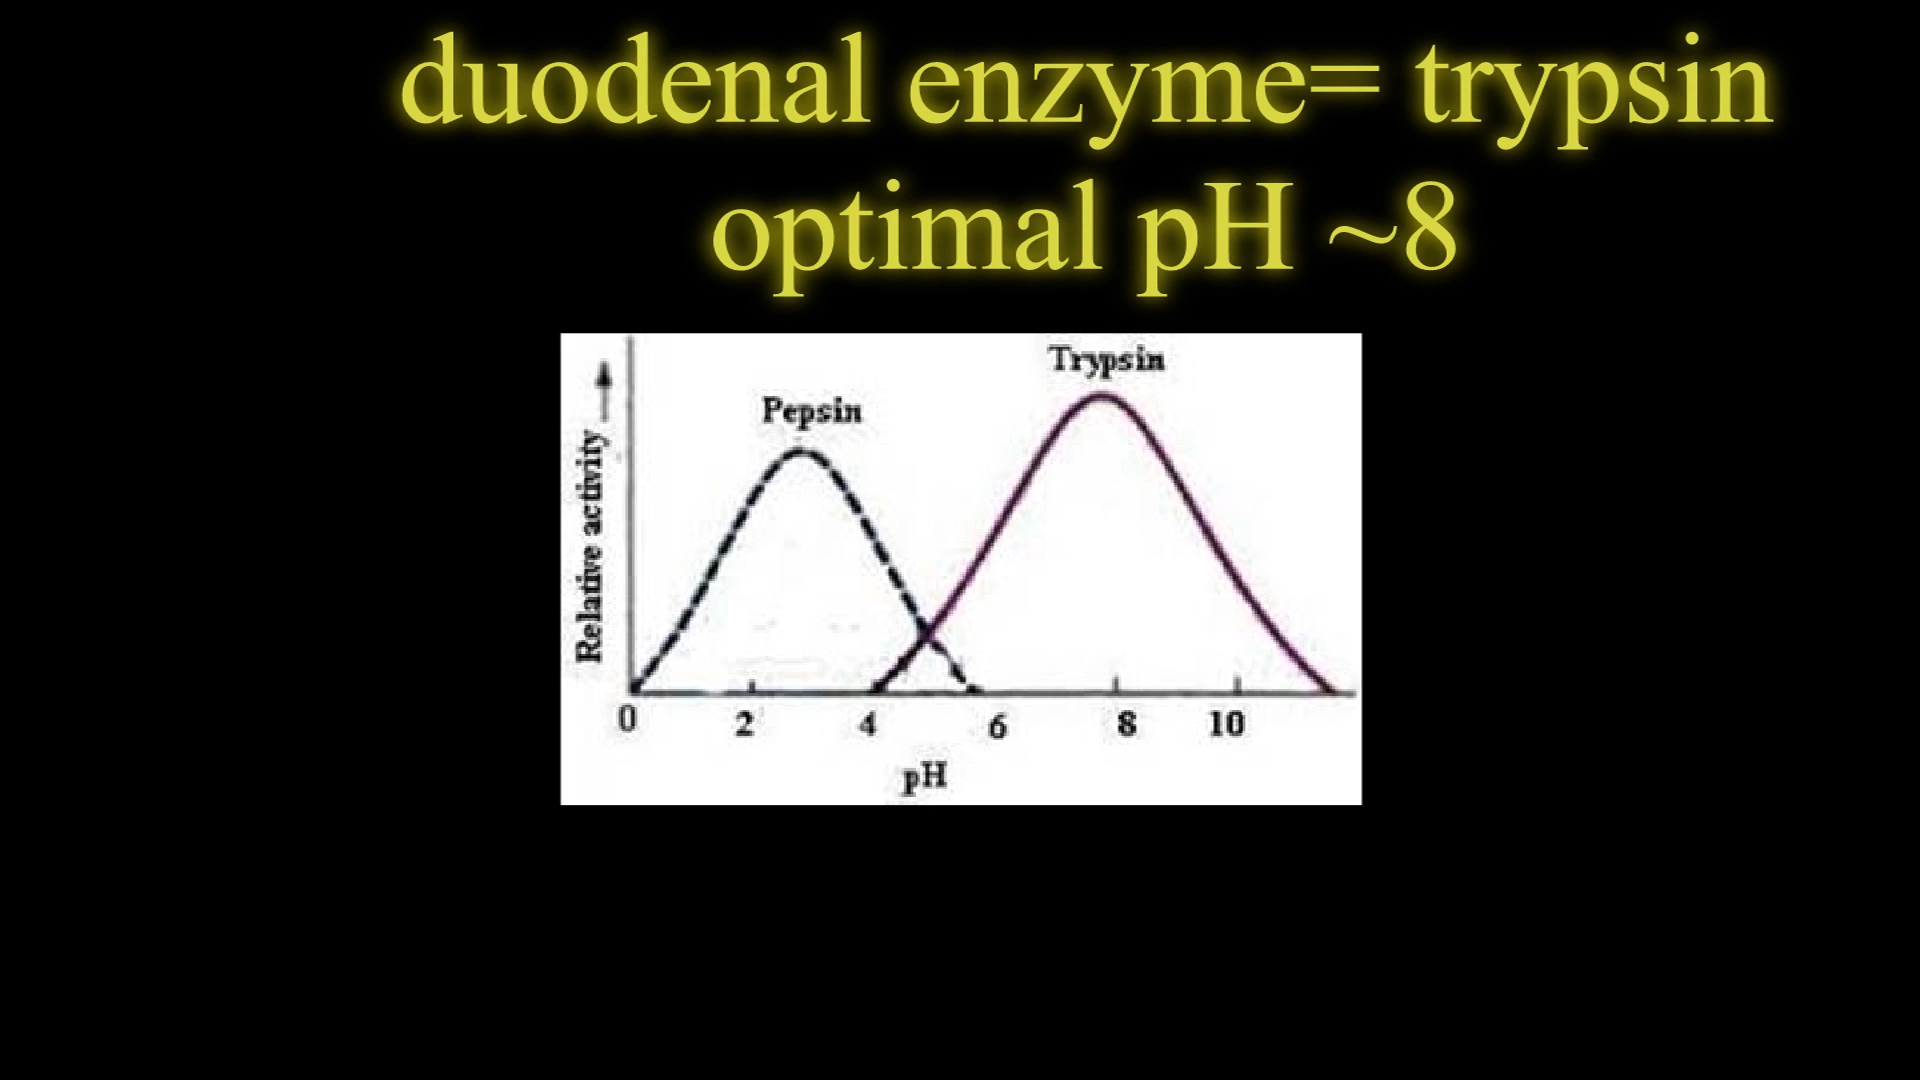 duodenal enzyme= trypsin
optimal pH ~8
Trypsin
Pepsin
Relative activity
0 2 4 6 8 10
pH